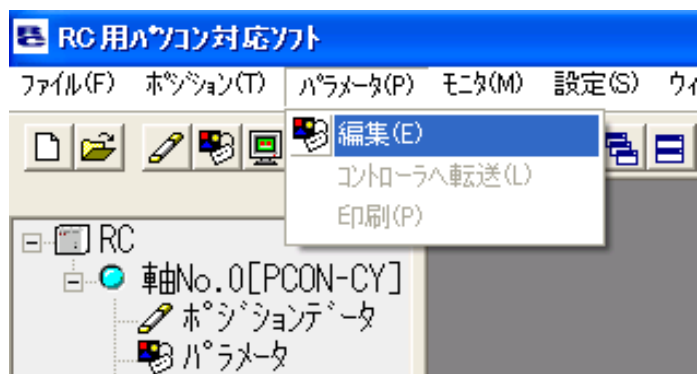 RC用パソコン対応ソフト
ファイル(F) ポジション(T) パラメータ(P) モニタ(M) 設定(S) ウィ
編集(E)
コントローラへ転送(L)
印刷(P)
RC
軸No.0[PCON-CY]
ポジションデータ
パラメータ